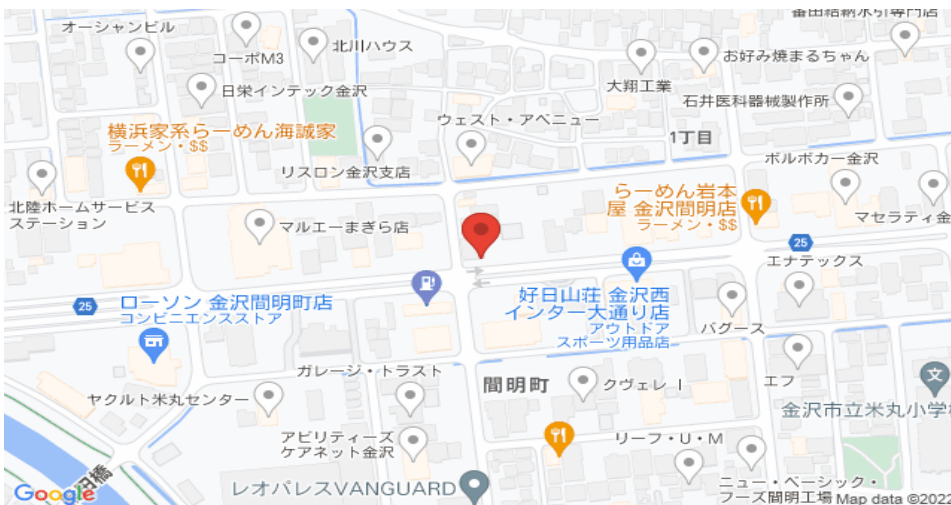 オーシャンビル
コーポM3
北川ハウス
お好み焼まるちゃん
日栄インテック金沢
大翔工業
石井医科器械製作所
横浜家系らーめん海誠家
ラーメン・$$
ウェスト・アベニュー
1丁目
リスロン金沢支店
ボルボカー金沢
北陸ホームサービス
ステーション
らーめん岩本
屋 金沢間明店
ラーメン・$$
マルエーまぎら店
マセラティ金
25
エナテックス
25
ローソン 金沢間明町店
コンビニエンスストア
好日山荘 金沢西
インター大通り店
アウトドア
スポーツ用品店
バグース
ガレージ・トラスト
間明町
クヴェレ I
エフ
文
ヤクルト米丸センター
金沢市立米丸小学校
アビリティーズ
ケアネット金沢
リーフ・U・M
レオパレスVANGUARD
ニュー・ベーシック・
フーズ間明工場
Google
Map data ©2022